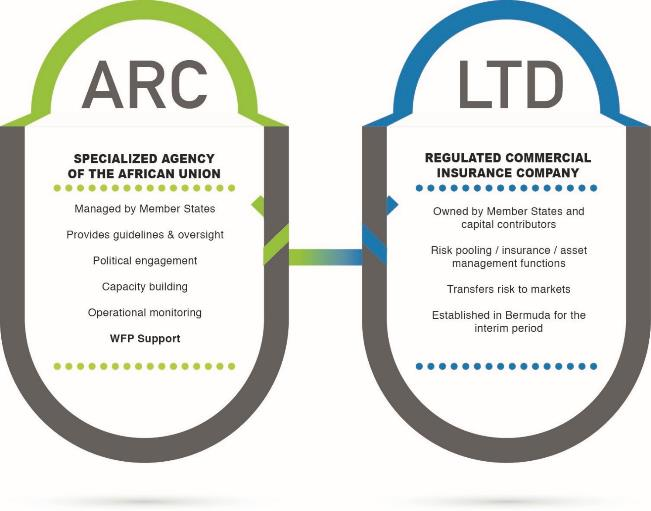 ARC
SPECIALIZED AGENCY
OF THE AFRICAN UNION
Managed by Member States
Provides guidelines & oversight
Political engagement
Capacity building
Operational monitoring
WFP Support
LTD
REGULATED COMMERCIAL
INSURANCE COMPANY
Owned by Member States and
capital contributors
Risk pooling / insurance / asset
management functions
Transfers risk to markets
Established in Bermuda for the
interim period